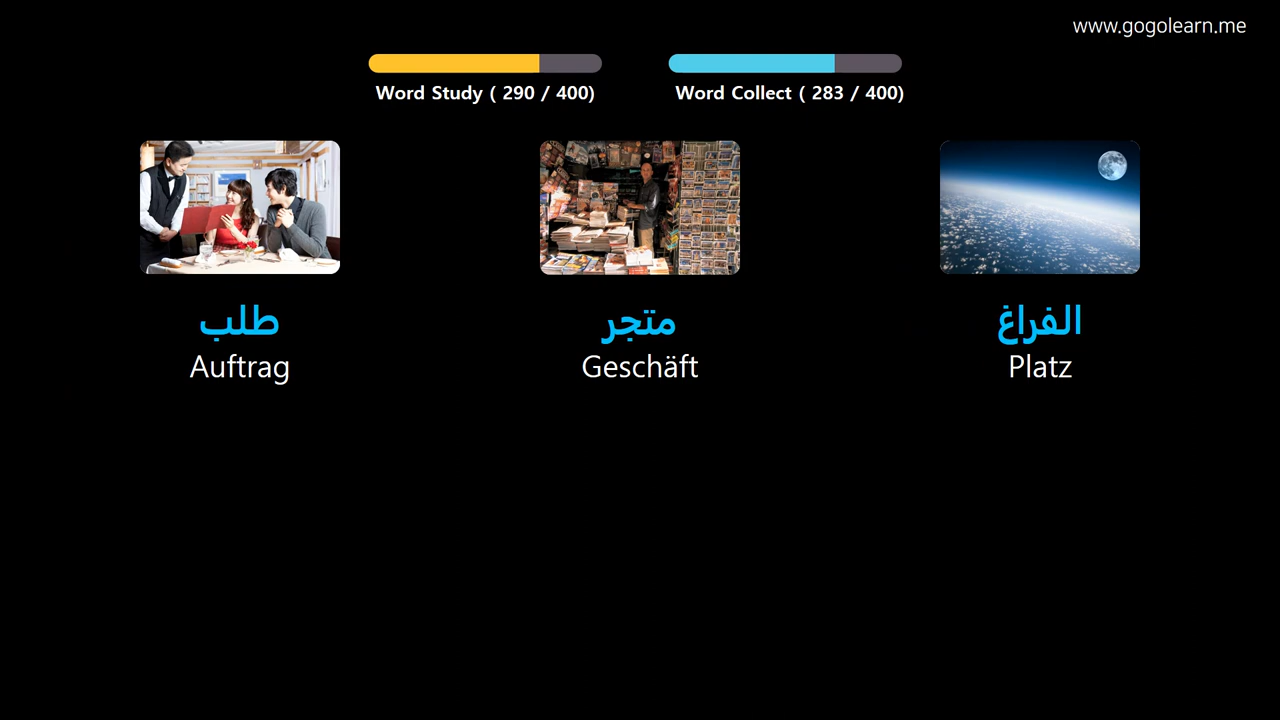 www.gogolearn.me
Word Study ( 290 / 400)
Word Collect ( 283 / 400)
طلب
Auftrag
متجر
Geschäft
الفراغ
Platz